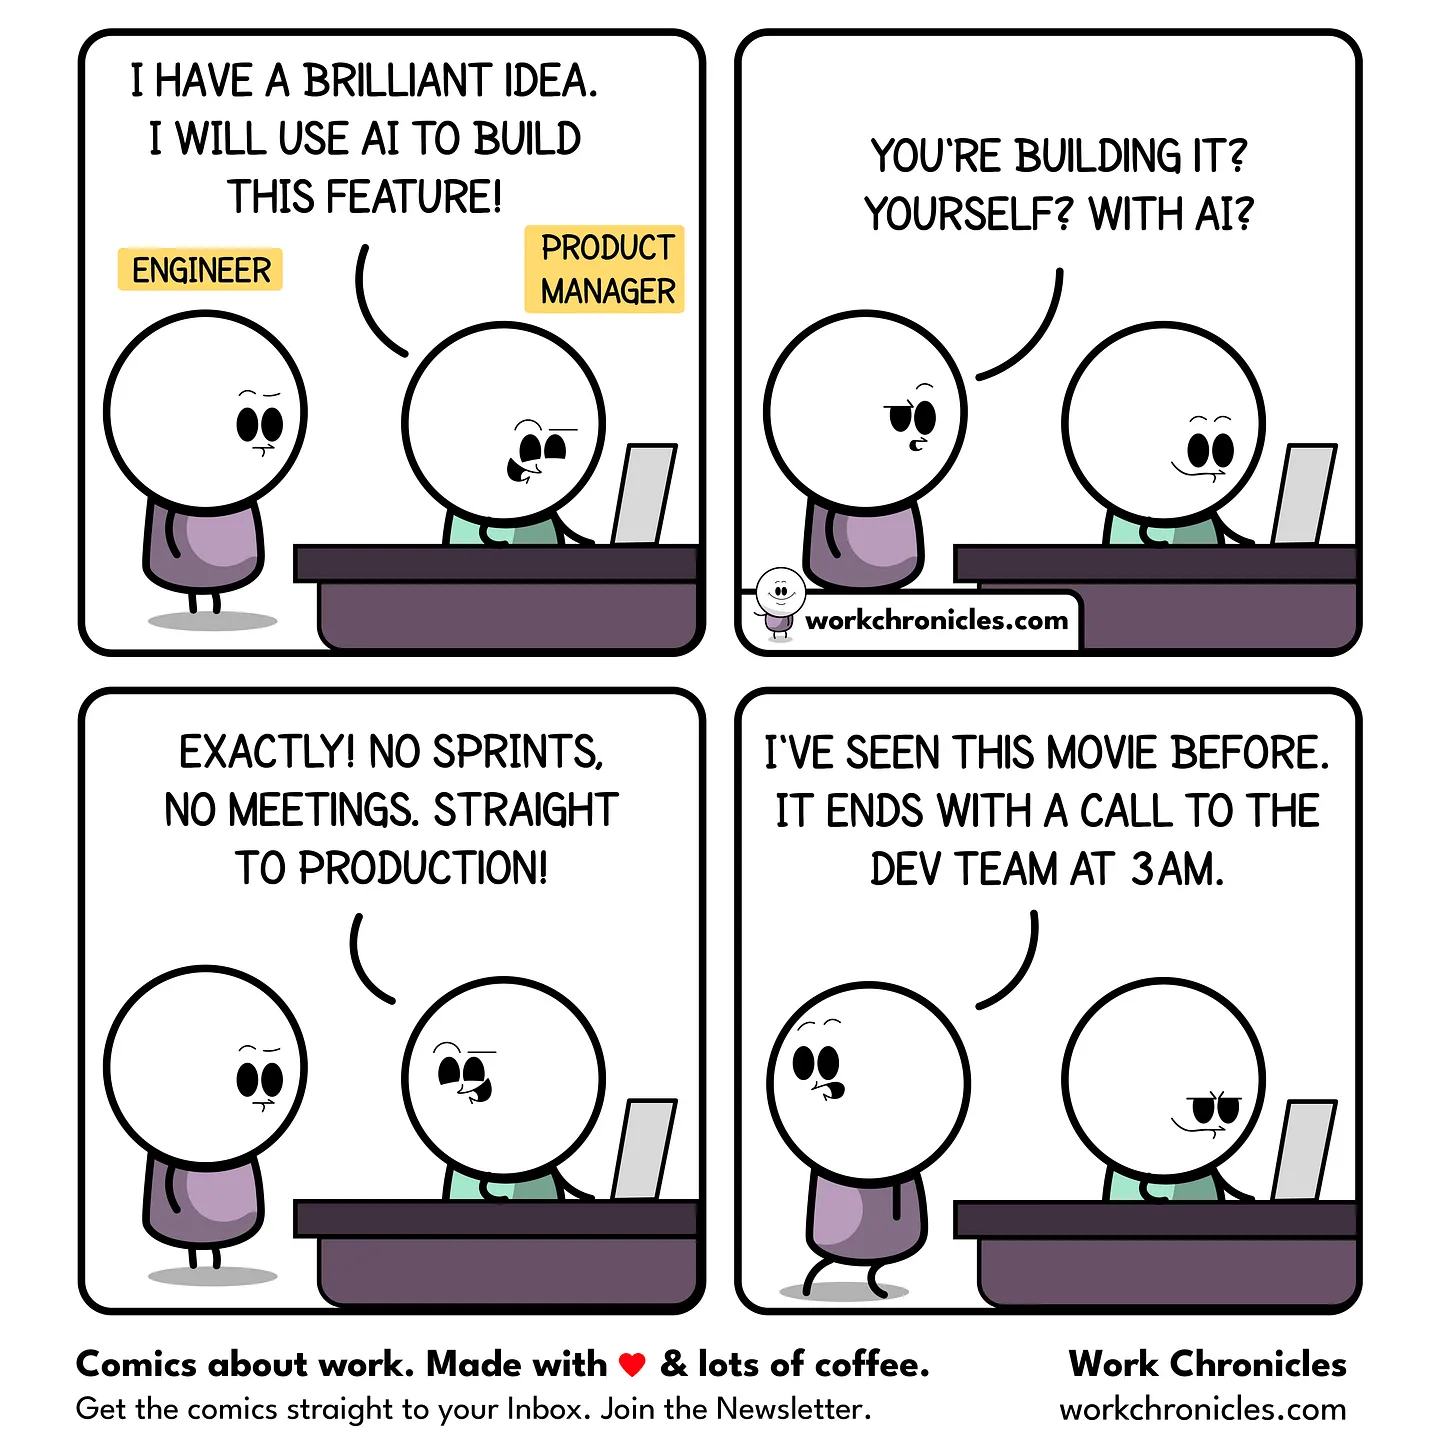 I HAVE A BRILLIANT IDEA.
I WILL USE AI TO BUILD
THIS FEATURE!
ENGINEER
PRODUCT
MANAGER
YOU'RE BUILDING IT?
YOURSELF? WITH AI?
workchronicles.com
EXACTLY! NO SPRINTS,
NO MEETINGS. STRAIGHT
TO PRODUCTION!
I'VE SEEN THIS MOVIE BEFORE.
IT ENDS WITH A CALL TO THE
DEV TEAM AT 3AM.
Comics about work. Made with ❤ & lots of coffee.
Get the comics straight to your Inbox. Join the Newsletter.
Work Chronicles
workchronicles.com